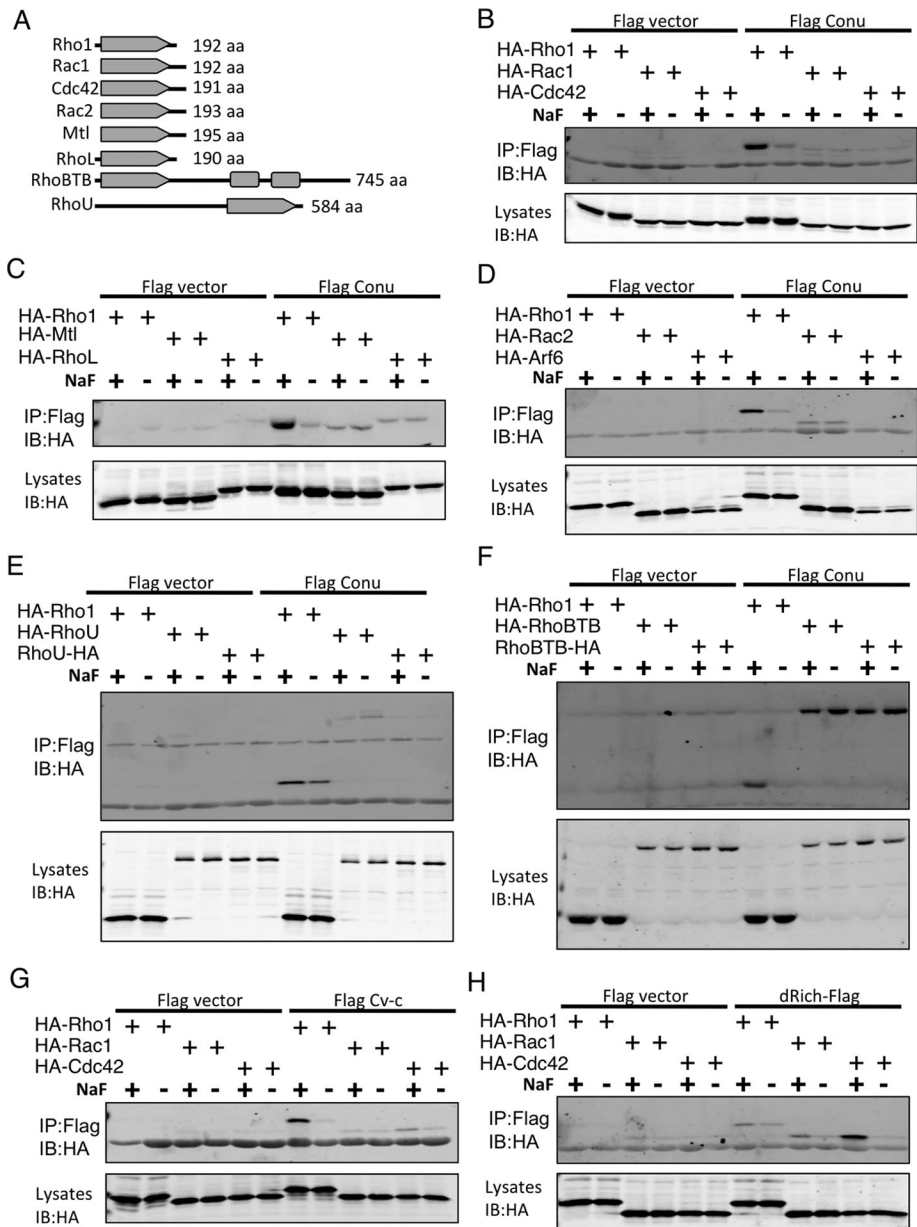 A
Rho1 192 aa
Rac1 192 aa
Cdc42 191 aa
Rac2 193 aa
Mtl 195 aa
RhoL 190 aa
RhoBTB 745 aa
RhoU 584 aa
B
Flag vector Flag Conu
HA-Rho1 + + + +
HA-Rac1 + + + +
HA-Cdc42 + + + +
NaF + - + - + - + - + - + -
IP:Flag
IB:HA
Lysates
IB:HA
C
Flag vector Flag Conu
HA-Rho1 + + + +
HA-Mtl + + + +
HA-RhoL + + + +
NaF + - + - + - + - + - + -
IP:Flag
IB:HA
Lysates
IB:HA
D
Flag vector Flag Conu
HA-Rho1 + + + +
HA-Rac2 + + + +
HA-Arf6 + + + +
NaF + - + - + - + - + - + -
IP:Flag
IB:HA
Lysates
IB:HA
E
Flag vector Flag Conu
HA-Rho1 + + + +
HA-RhoU + + + +
RhoU-HA + + + +
NaF + - + - + - + - + - + -
IP:Flag
IB:HA
Lysates
IB:HA
F
Flag vector Flag Conu
HA-Rho1 + + + +
HA-RhoBTB + + + +
RhoBTB-HA + + + +
NaF + - + - + - + - + - + -
IP:Flag
IB:HA
Lysates
IB:HA
G
Flag vector Flag Cv-c
HA-Rho1 + + + +
HA-Rac1 + + + +
HA-Cdc42 + + + +
NaF + - + - + - + - + - + -
IP:Flag
IB:HA
Lysates
IB:HA
H
Flag vector dRich-Flag
HA-Rho1 + + + +
HA-Rac1 + + + +
HA-Cdc42 + + + +
NaF + - + - + - + - + - + -
IP:Flag
IB:HA
Lysates
IB:HA